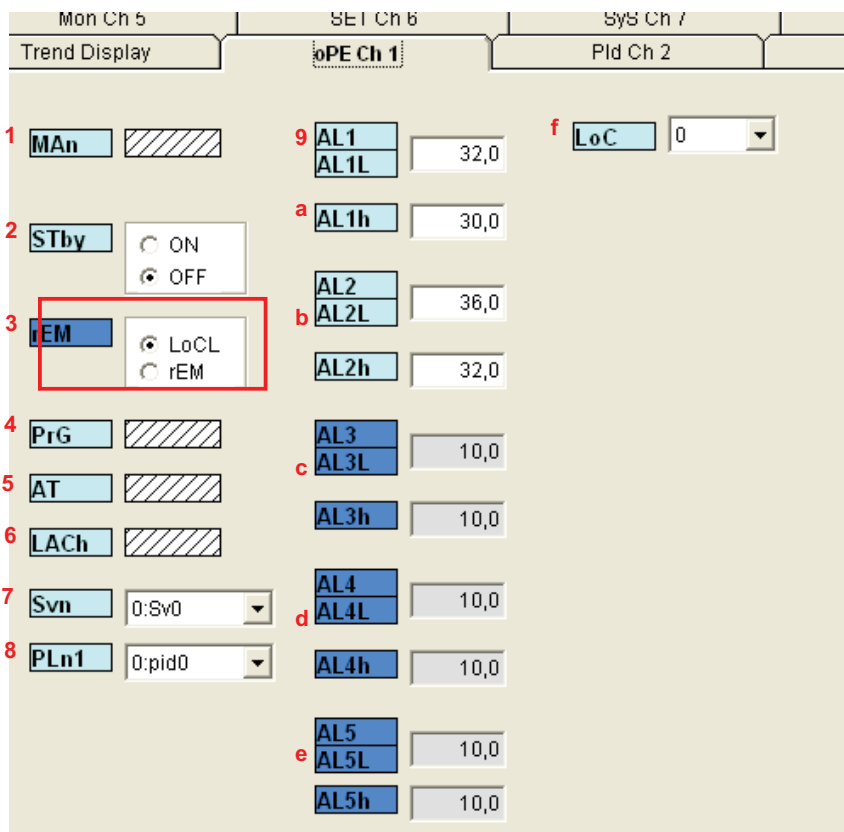 Mon Ch 5 SET Ch 6 SyS Ch 7
Trend Display oPE Ch 1 PId Ch 2
1 MAn
2 STby
ON
OFF
3 rEM
LoCL
rEM
4 PrG
5 AT
6 LACh
7 Svn 0:Sv0
8 PLn1 0:pid0
9 AL1
AL1L 32,0
a AL1h 30,0
AL2
b AL2L 36,0
AL2h 32,0
AL3
c AL3L 10,0
AL3h 10,0
AL4
d AL4L 10,0
AL4h 10,0
AL5
e AL5L 10,0
AL5h 10,0
f LoC 0